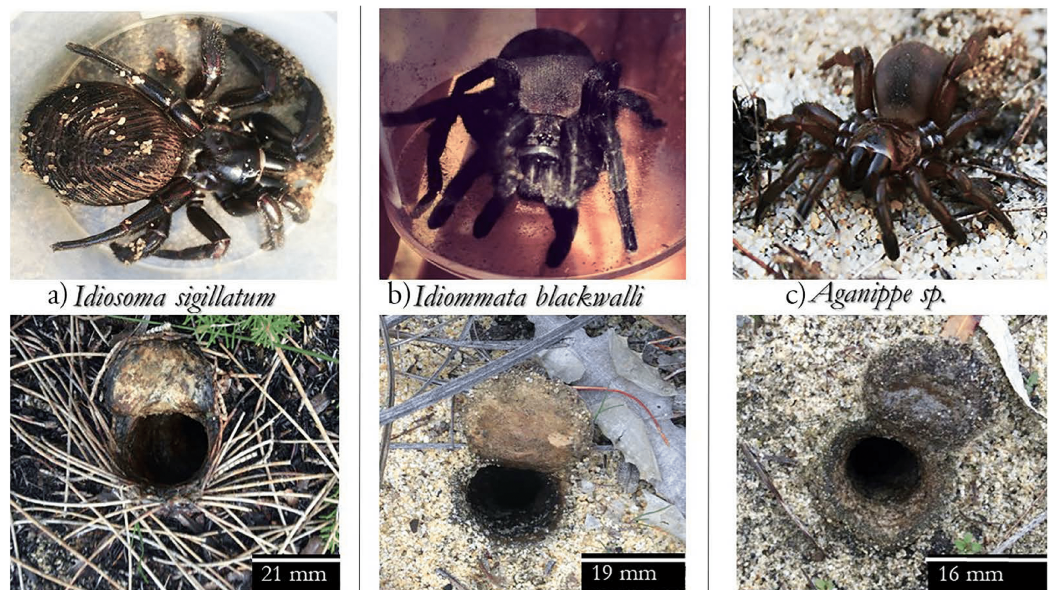 a) Idiosoma sigillatum
b) Idiommata blackwalli
c) Aganippe sp.
21 mm
19 mm
16 mm